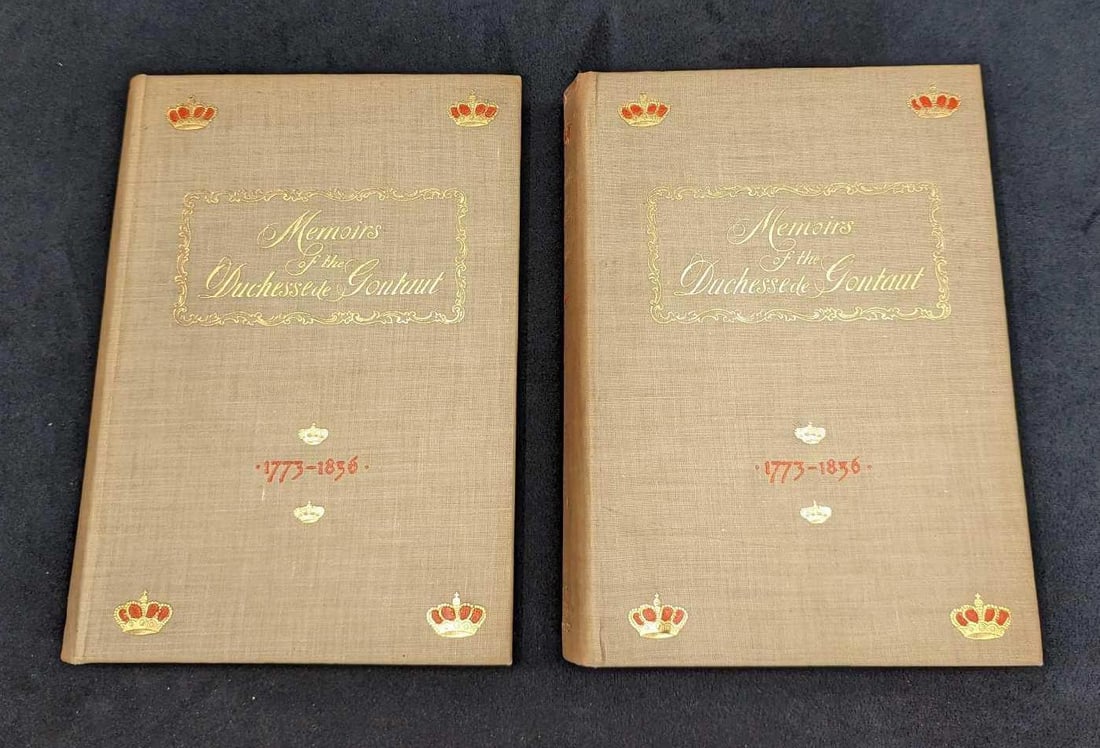 Memoirs
of the
Duchesse de Gontaut
·1773–1836·
Memoirs
of the
Duchesse de Gontaut
·1773–1836·